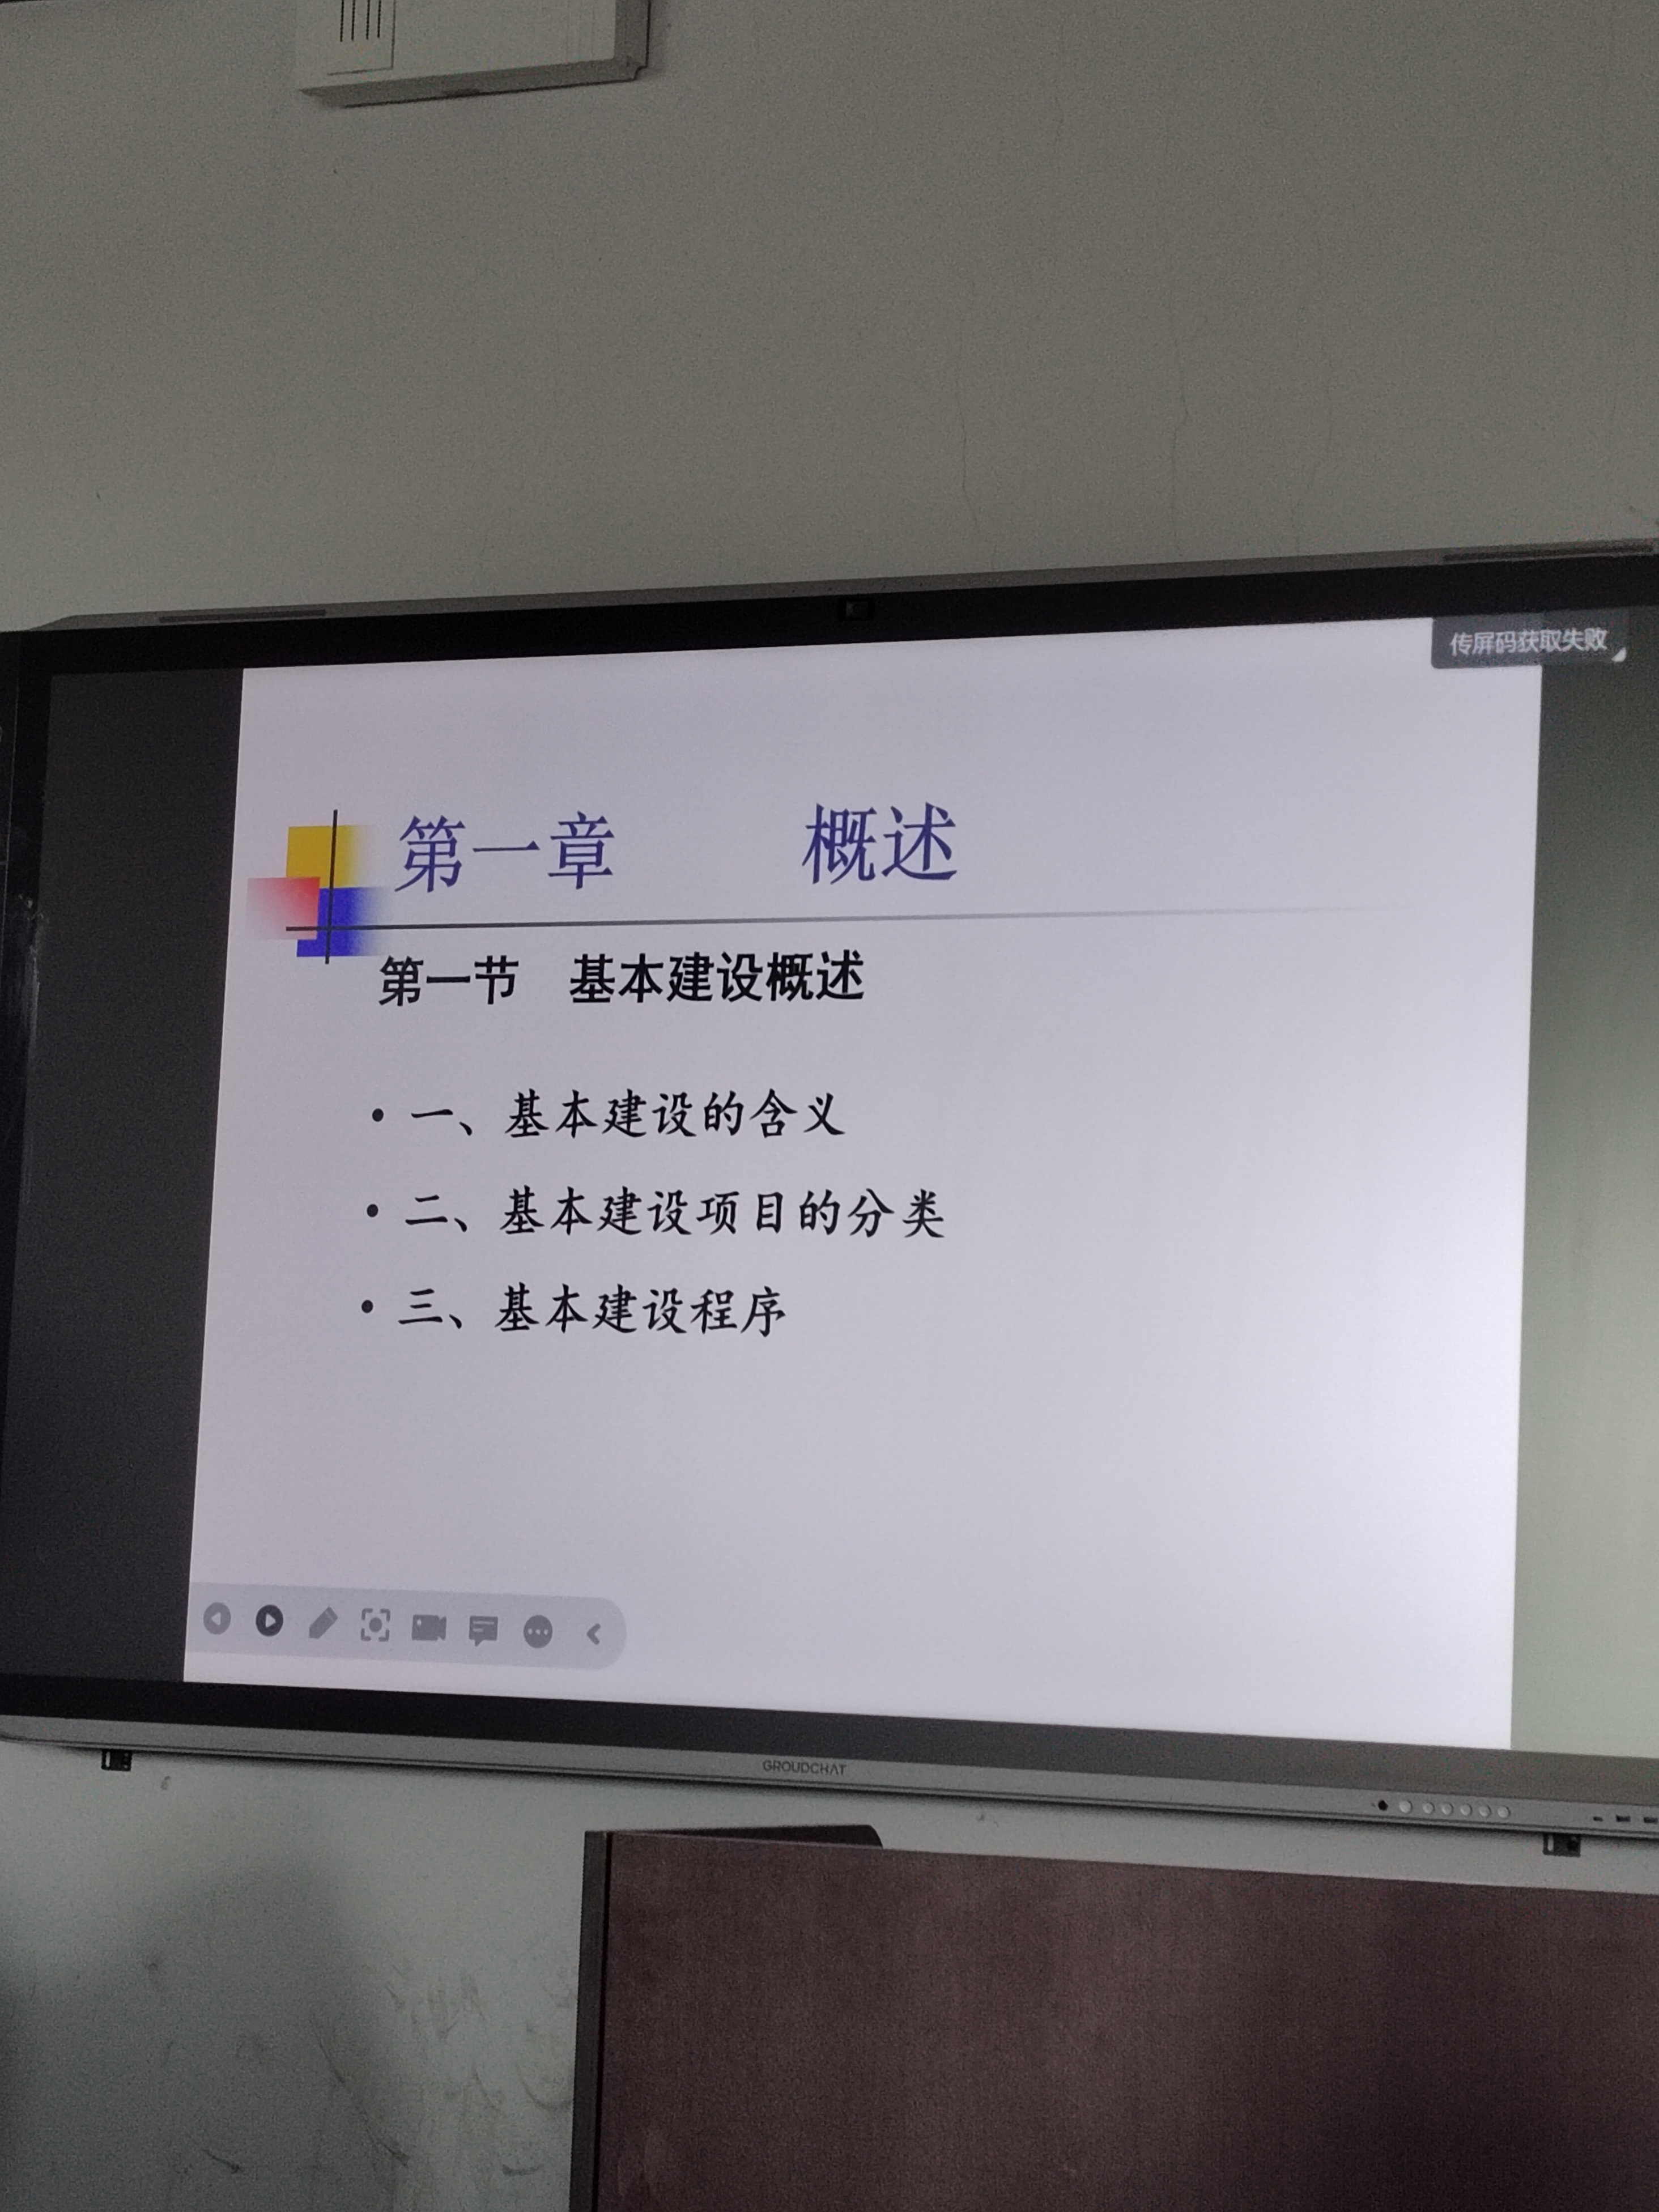 传屏码获取失败
第一章 概述
第一节 基本建设概述
• 一、基本建设的含义
• 二、基本建设项目的分类
• 三、基本建设程序
GROUDCHAT